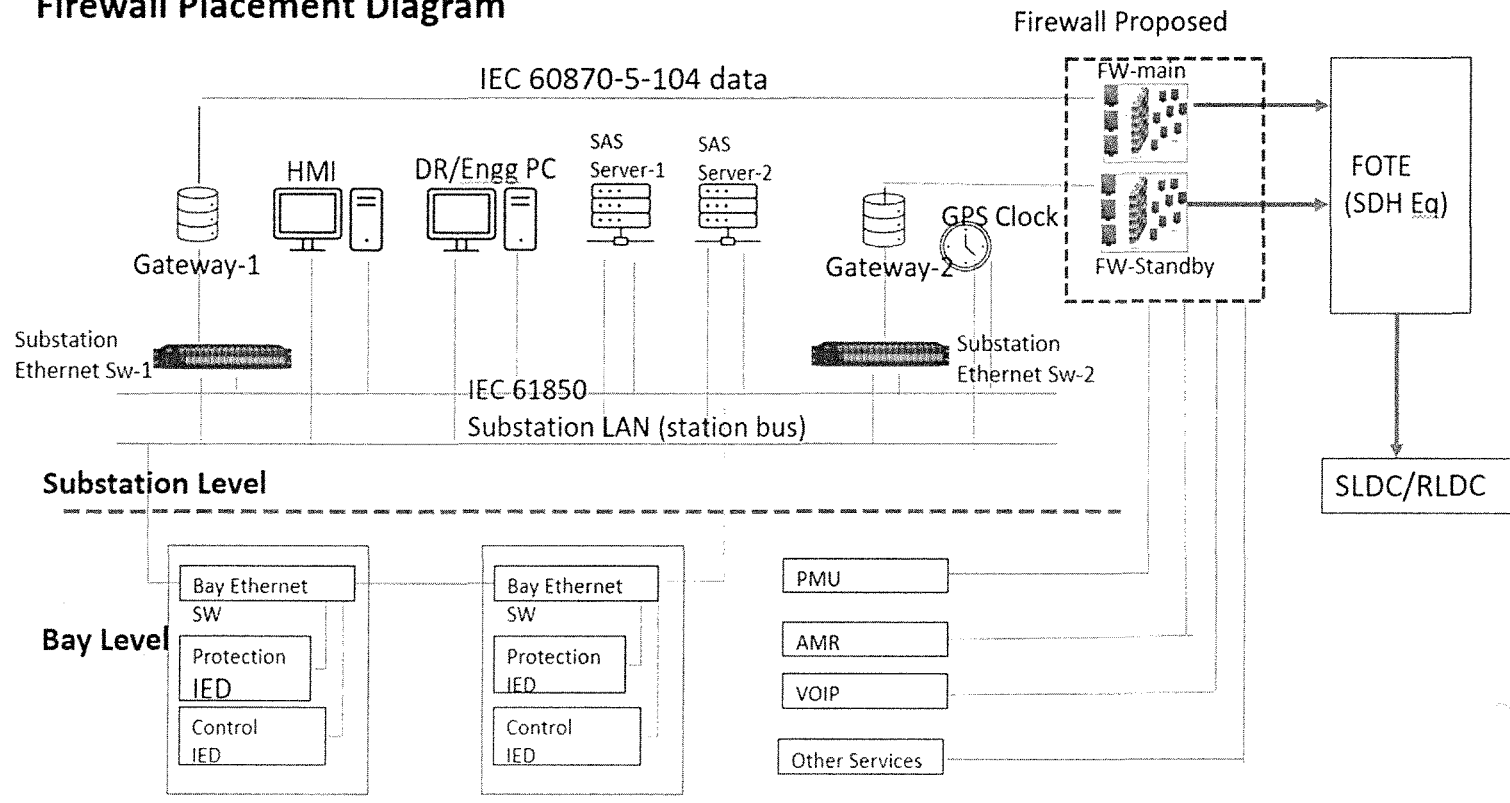 Firewall Placement Diagram
Firewall Proposed
IEC 60870-5-104 data
FW-main
FOTE
(SDH Eq)
HMI
DR/Engg PC
SAS
Server-1
SAS
Server-2
GPS Clock
Gateway-1
Gateway-2
FW-Standby
Substation
Ethernet Sw-1
Substation
Ethernet Sw-2
IEC 61850
Substation LAN (station bus)
Substation Level
SLDC/RLDC
Bay Level
Bay Ethernet
SW
Protection
IED
Control
IED
Bay Ethernet
SW
Protection
IED
Control
IED
PMU
AMR
VOIP
Other Services